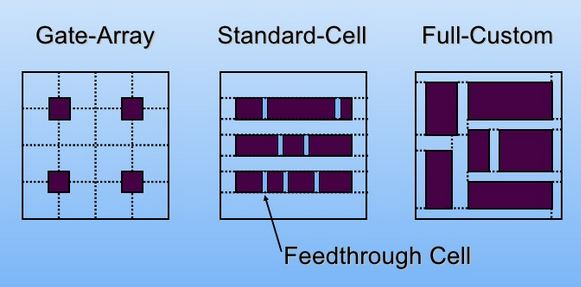 Gate-Array
Standard-Cell
Full-Custom
Feedthrough Cell